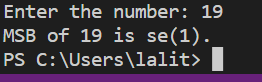 Enter the number: 19
MSB of 19 is se(1).
PS C:\Users\lalit>